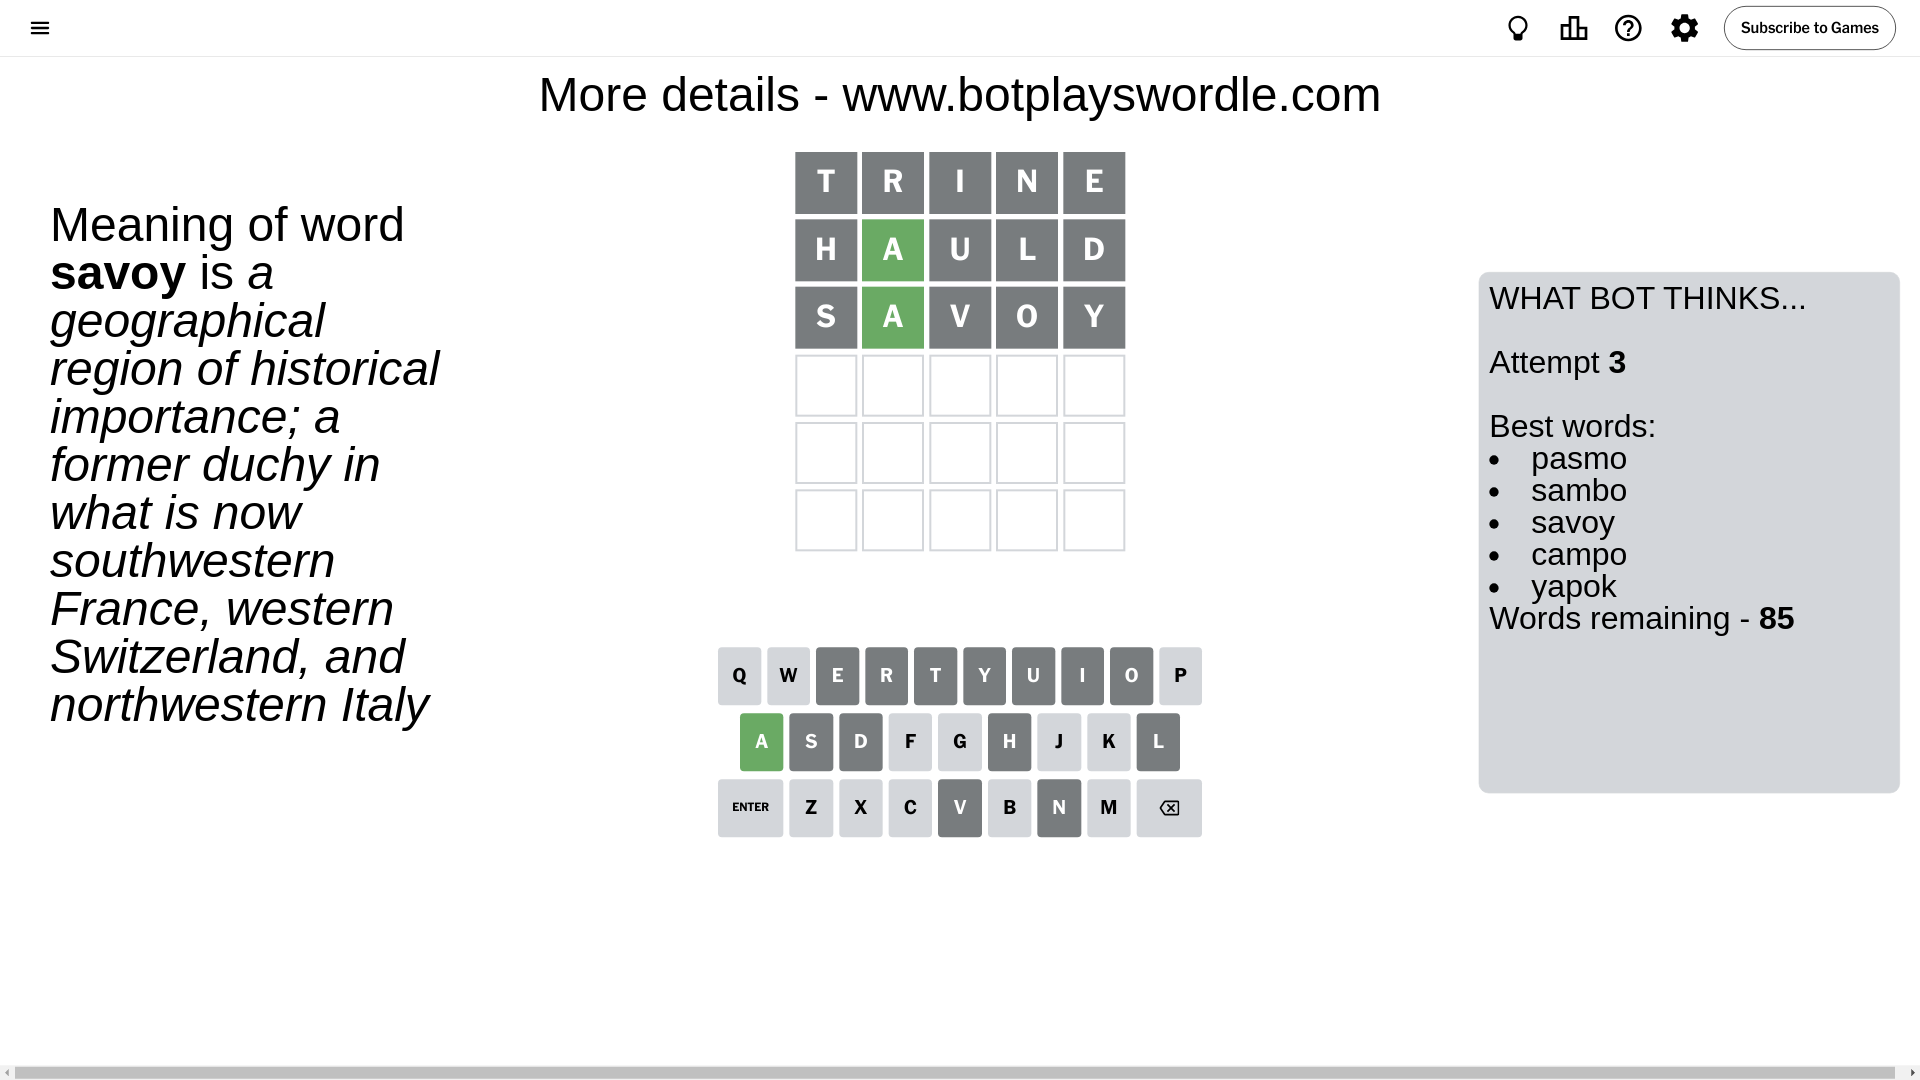 Subscribe to Games
More details - www.botplayswordle.com
Meaning of word
savoy is a
geographical
region of historical
importance; a
former duchy in
what is now
southwestern
France, western
Switzerland, and
northwestern Italy
T R I N E
H A U L D
S A V O Y
Q W E R T Y U I O P
A S D F G H J K L
ENTER Z X C V B N M
WHAT BOT THINKS...
Attempt 3
Best words:
• pasmo
• sambo
• savoy
• campo
• yapok
Words remaining - 85